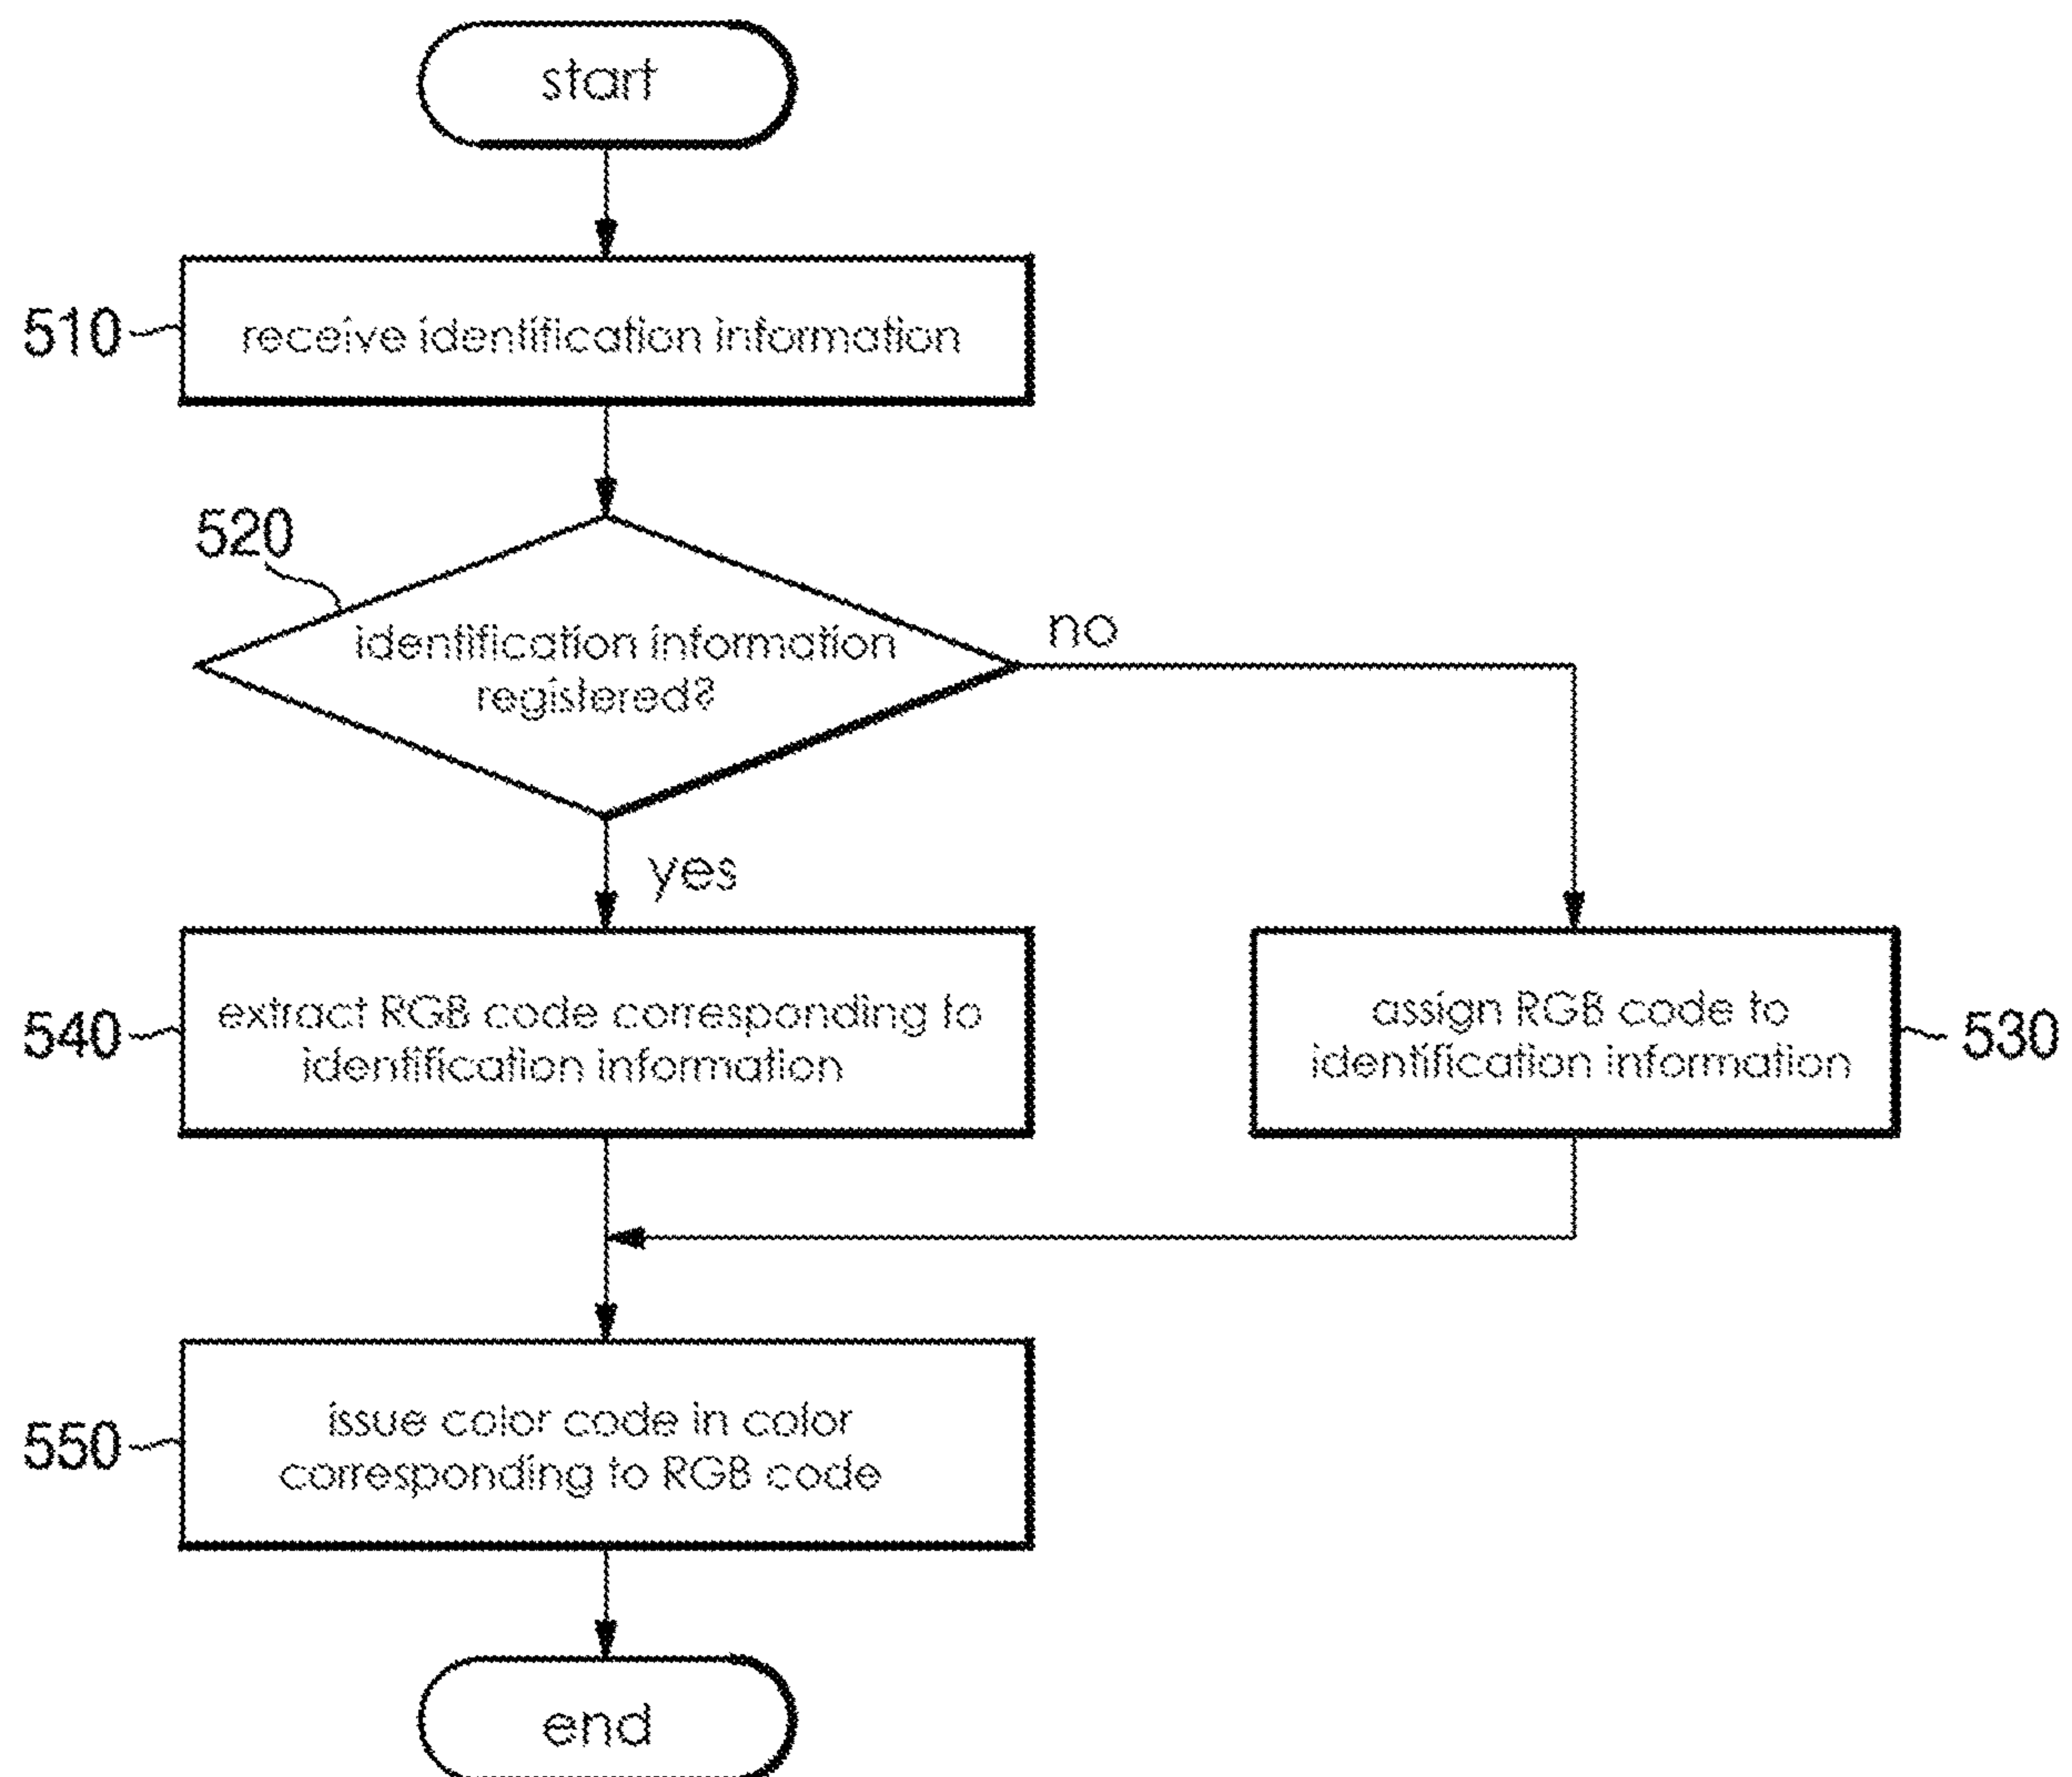 start
510
receive identification information
520
identification information
registered?
no
yes
540
extract RGB code corresponding to
identification information
assign RGB code to
identification information
530
550
issue color code in color
corresponding to RGB code
end